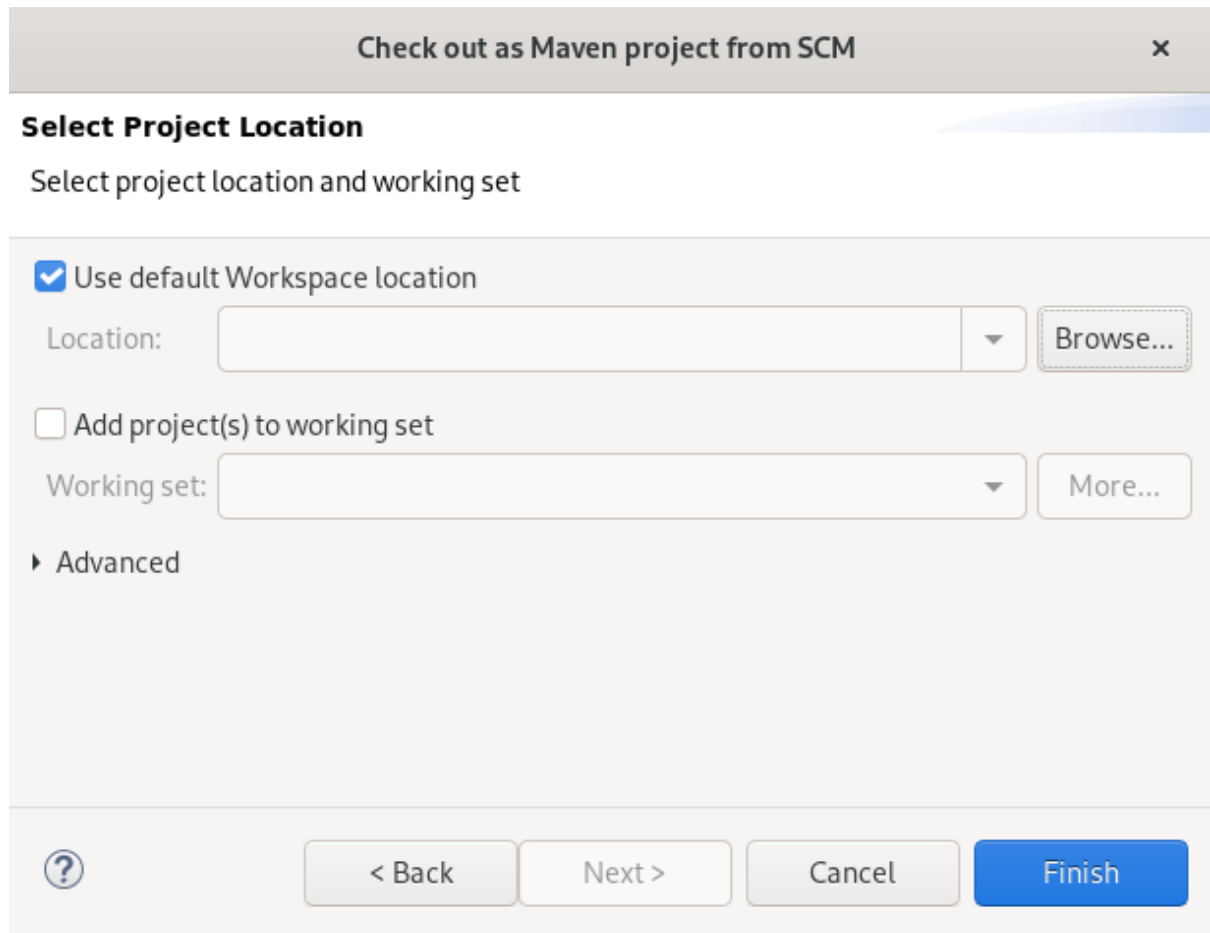 Check out as Maven project from SCM ×
Select Project Location
Select project location and working set
Use default Workspace location
Location: Browse...
Add project(s) to working set
Working set: More...
Advanced
? < Back Next > Cancel Finish